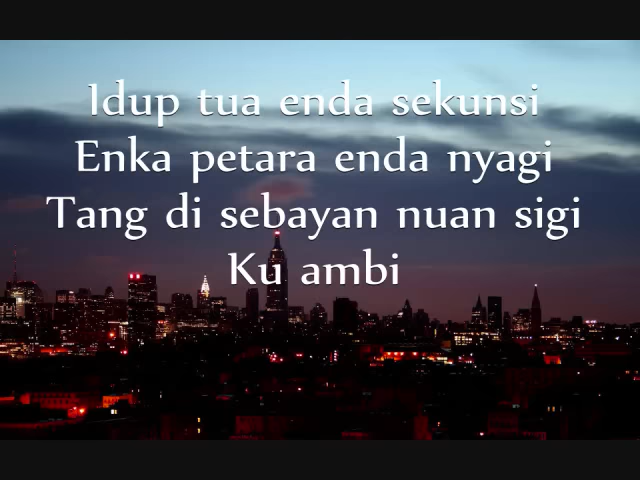 Idup tua enda sekunsi
Enka petara enda nyagi
Tang di sebayan nuan sigi
Ku ambi